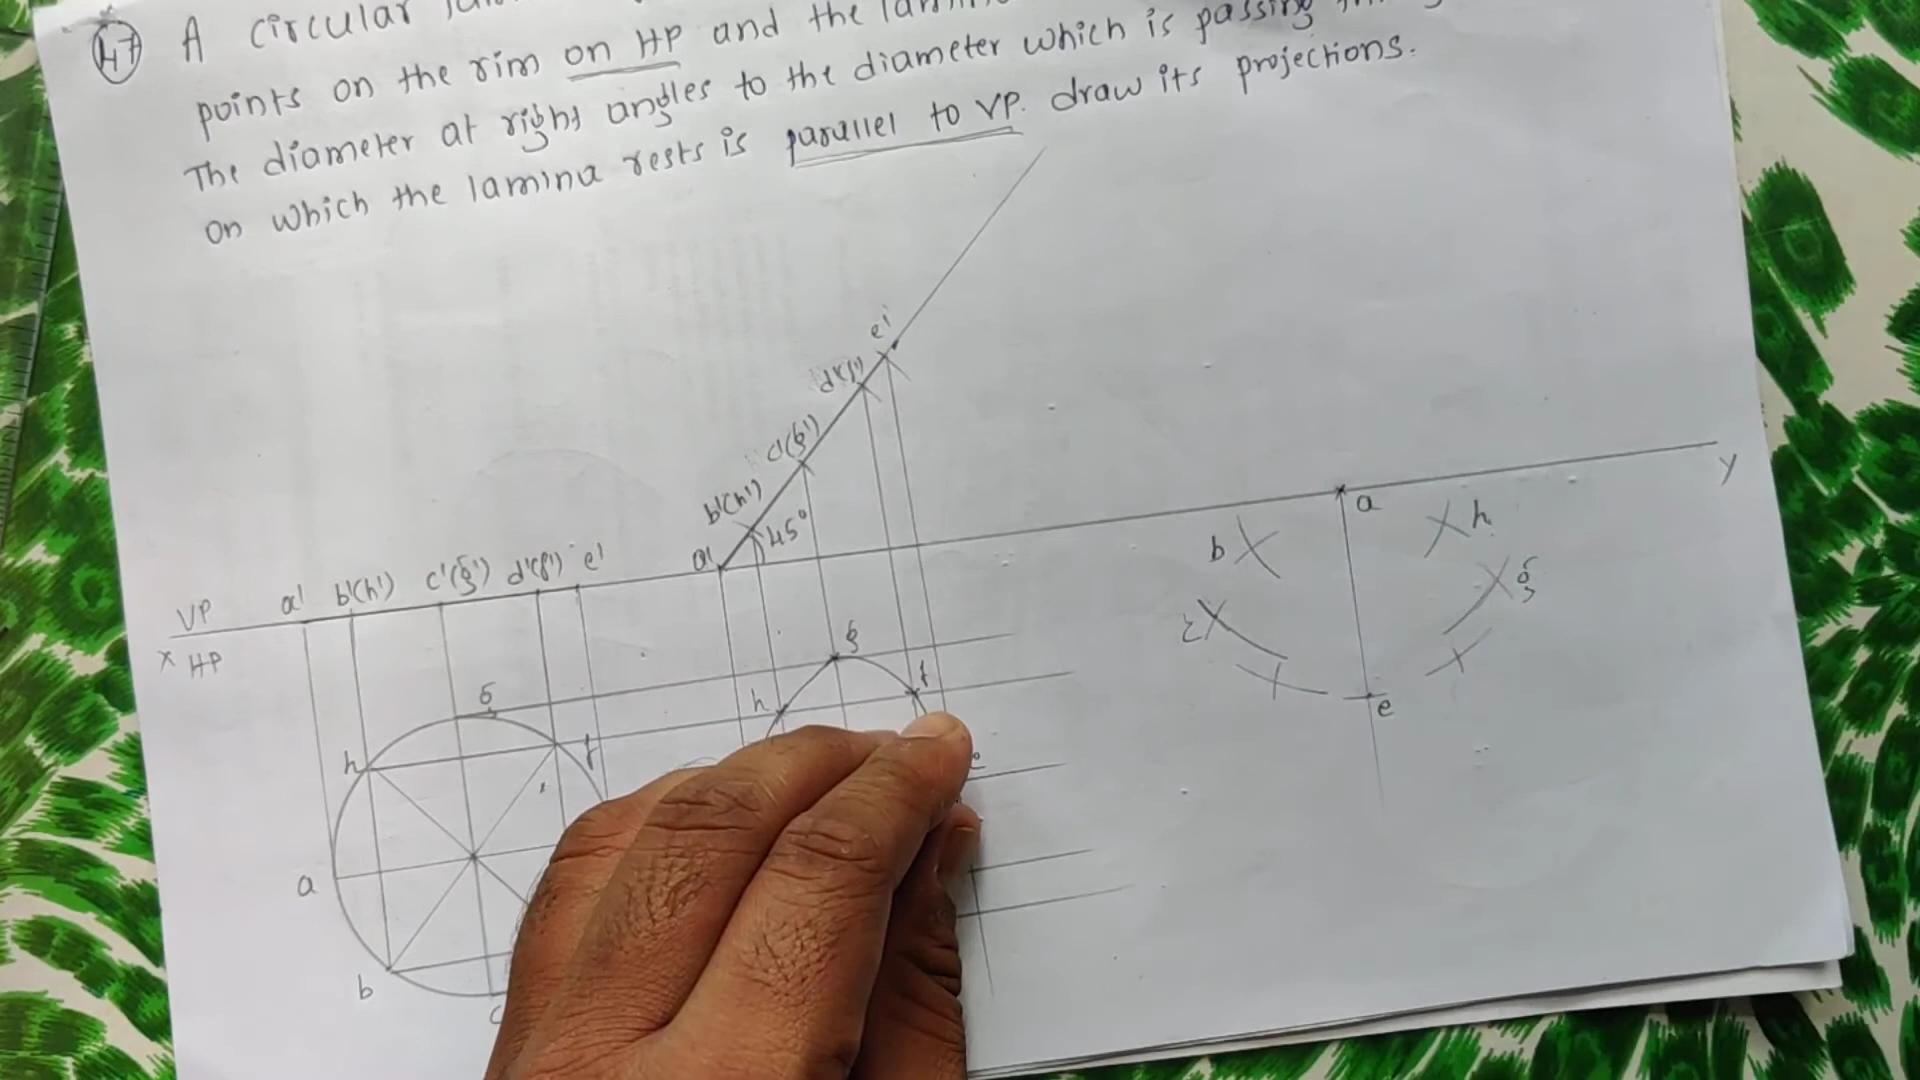 47 A circular
points on the rim on HP and the
The diameter at right angles to the diameter which is passing
on which the lamina rests is parallel to VP. draw its projections.
e'
d'(f')
c'(g')
b'(h')
45°
a'
y
a
h
b
g
c
e
VP
a' b'(h') c'(g') d'(f') e'
x HP
g
g
f
h
h
f
e
a
b
c